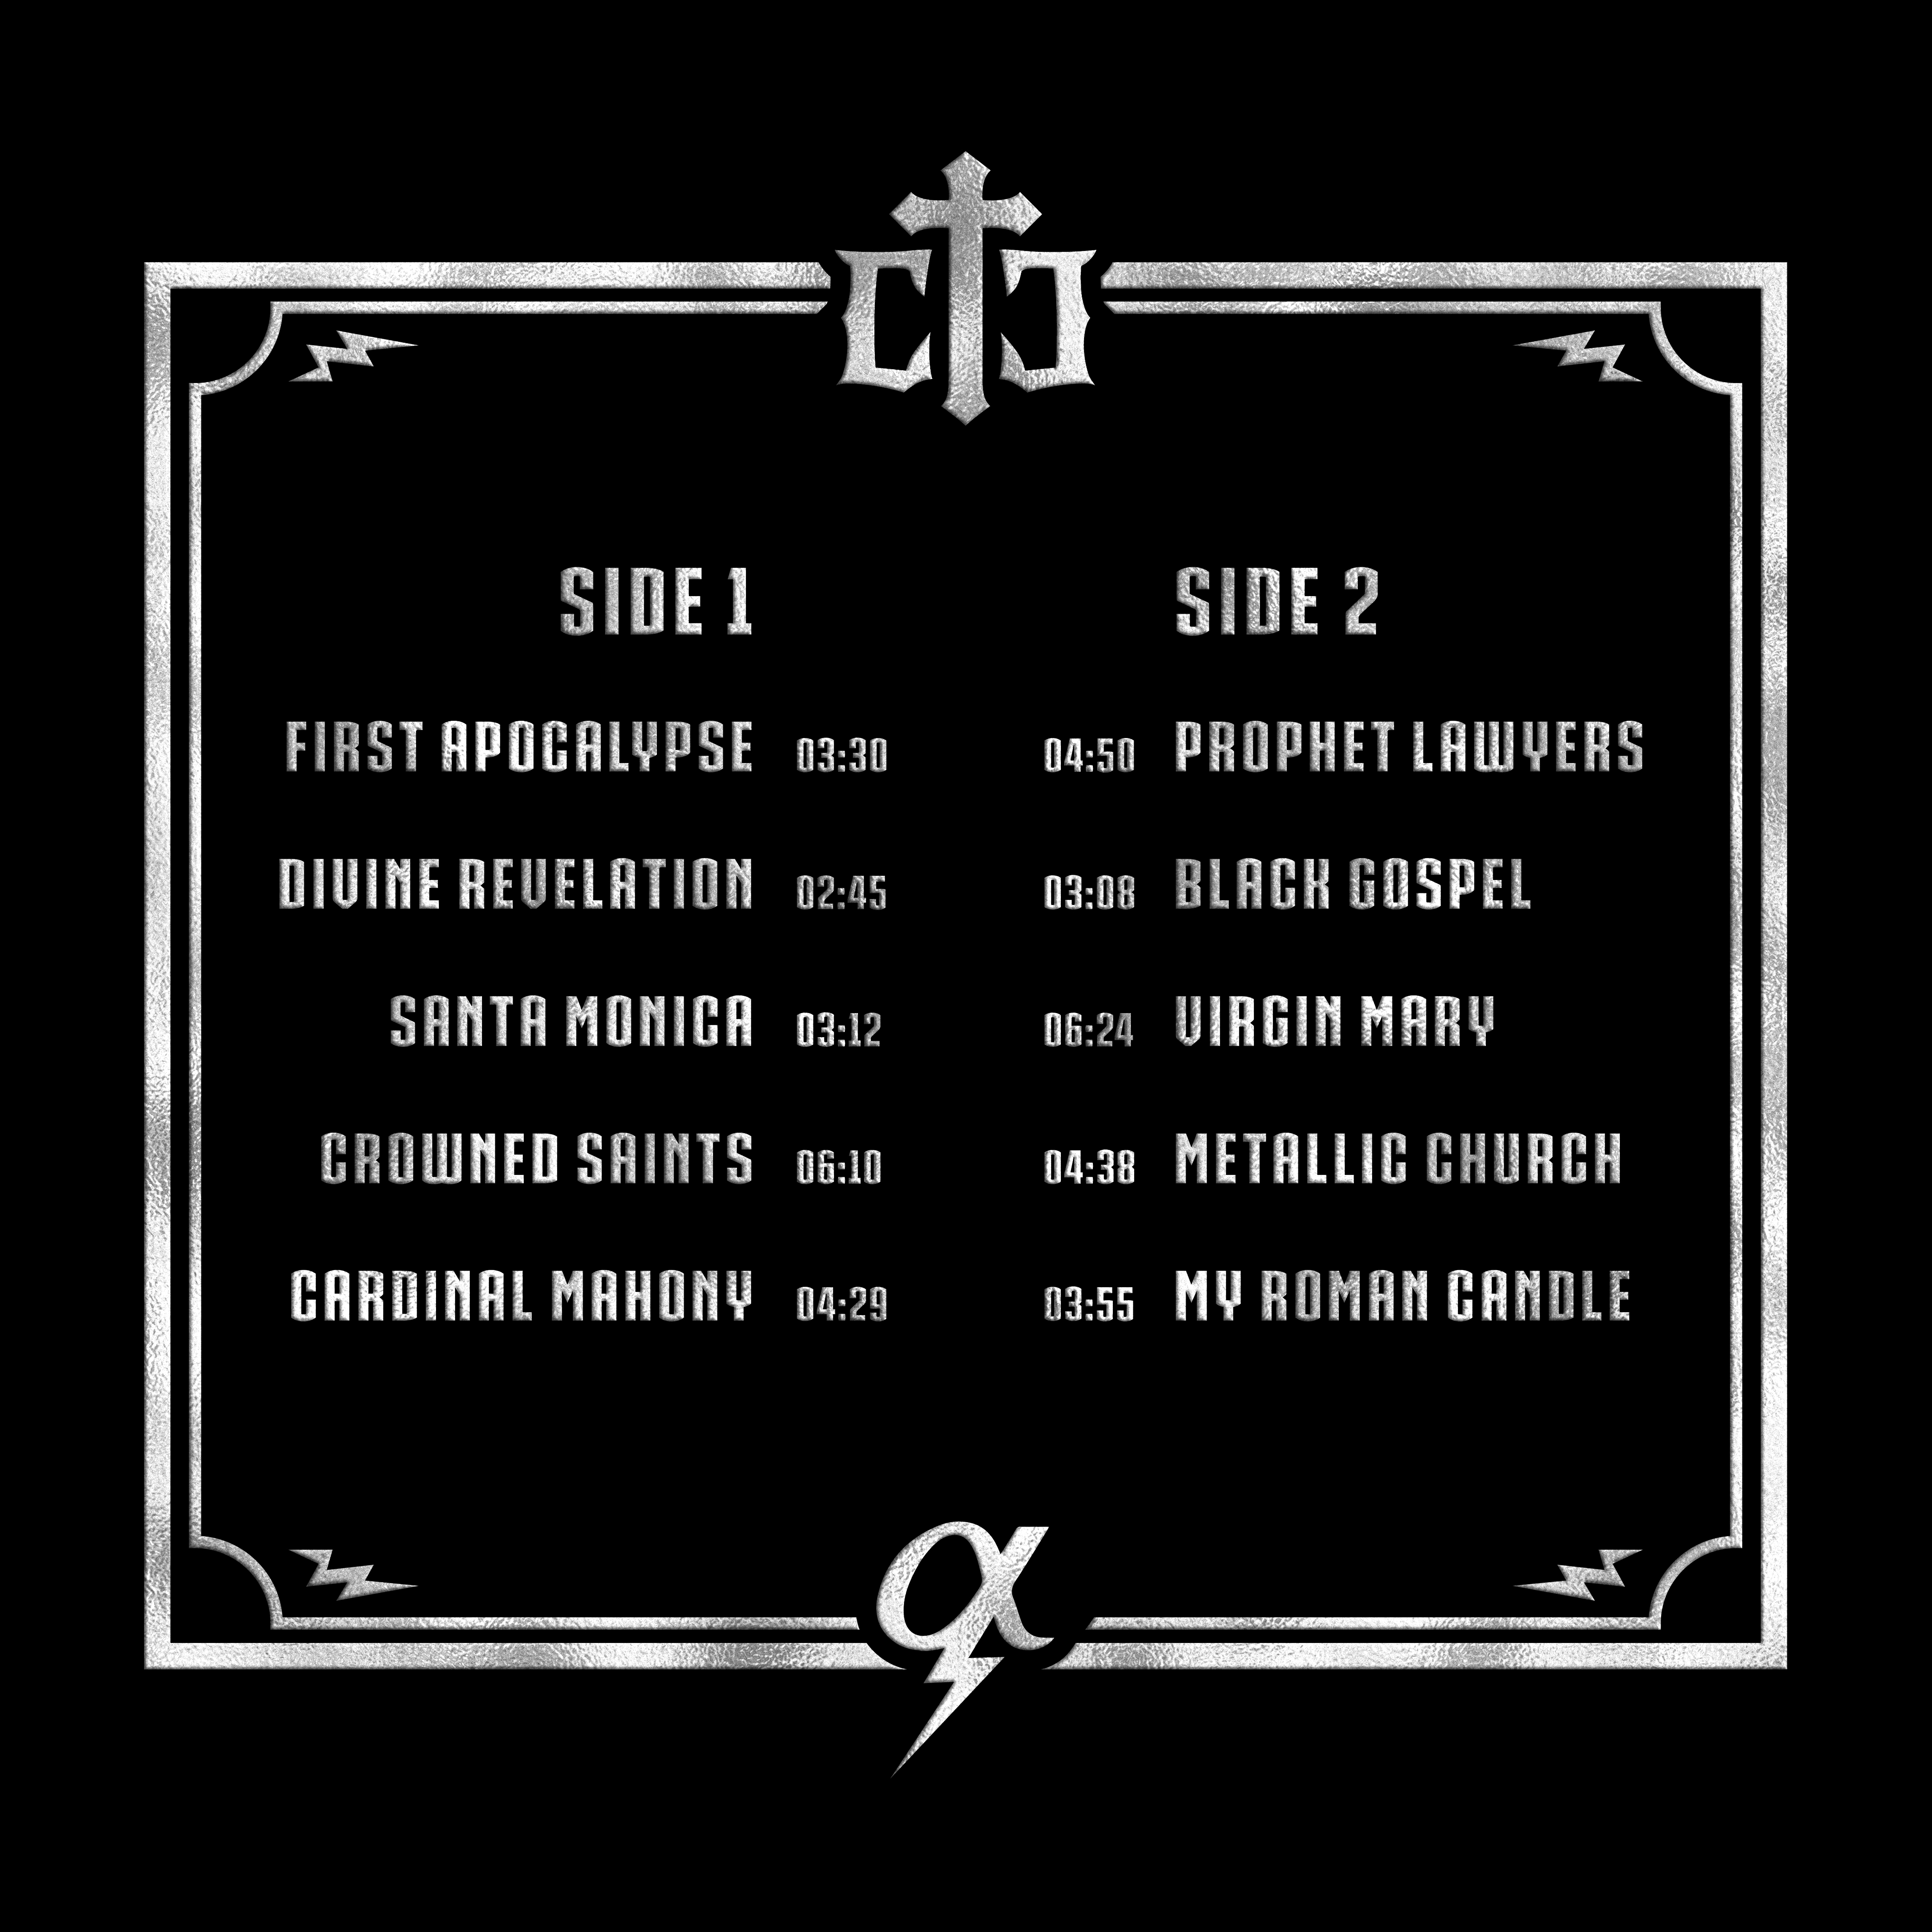 SIDE 1
FIRST APOCALYPSE 03:30
DIVINE REVELATION 02:45
SANTA MONICA 03:12
CROWNED SAINTS 06:10
CARDINAL MAHONY 04:29
SIDE 2
04:50 PROPHET LAWYERS
03:08 BLACK GOSPEL
06:24 VIRGIN MARY
04:38 METALLIC CHURCH
03:55 MY ROMAN CANDLE
α